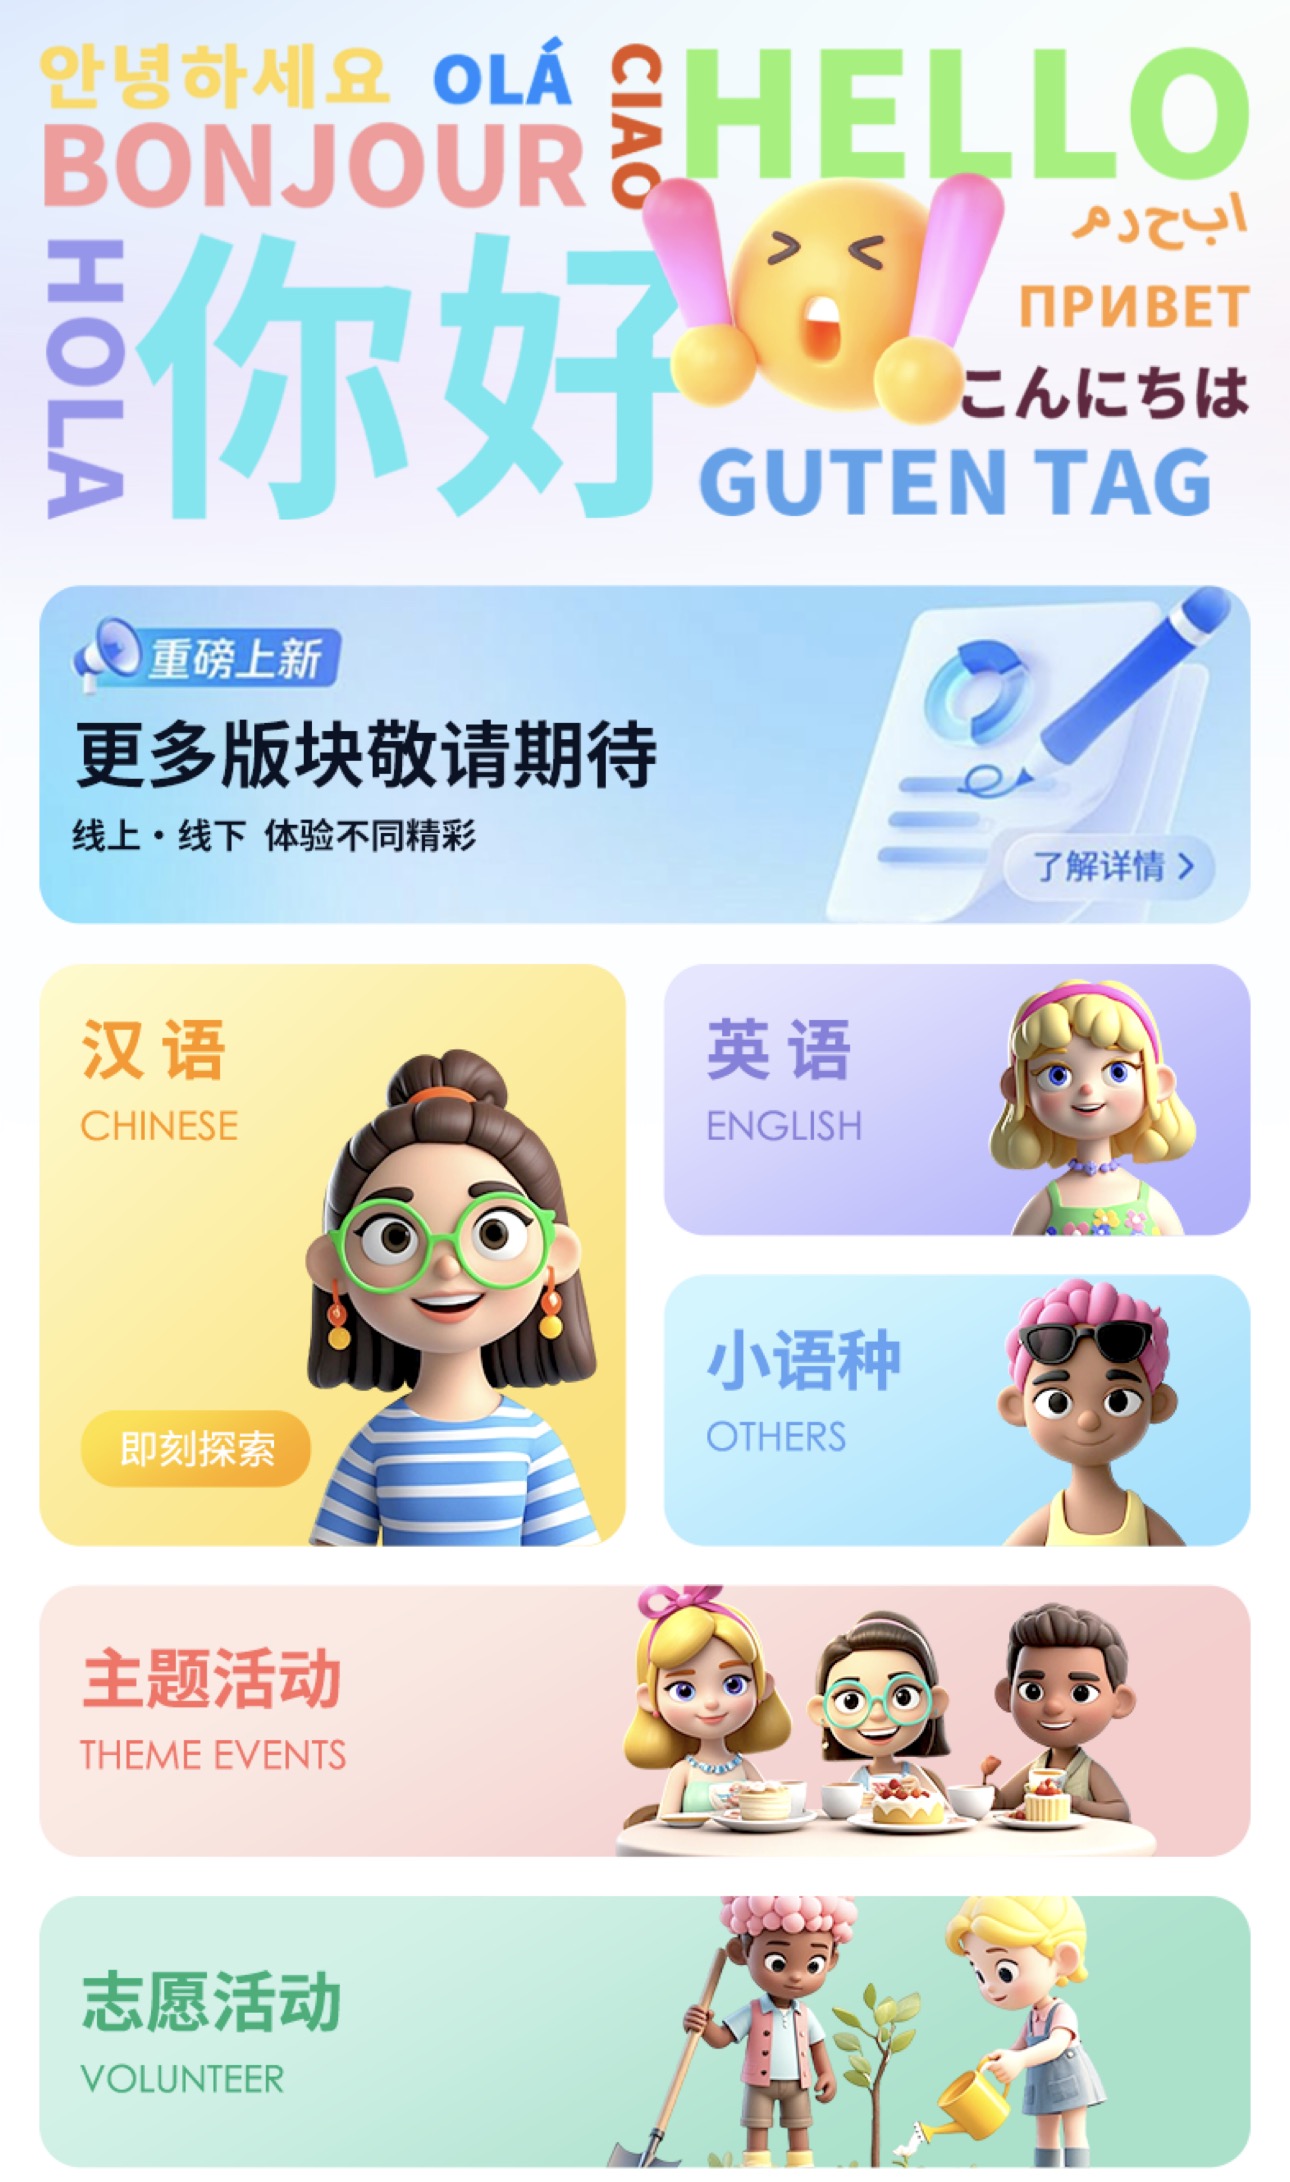 안녕하세요
OLÁ
CIAO
HELLO
BONJOUR
HOLA
你好
ПРИВЕТ
こんにちは
GUTEN TAG
重磅上新
更多版块敬请期待
线上·线下 体验不同精彩
了解详情 >
汉语
CHINESE
即刻探索
英语
ENGLISH
小语种
OTHERS
主题活动
THEME EVENTS
志愿活动
VOLUNTEER